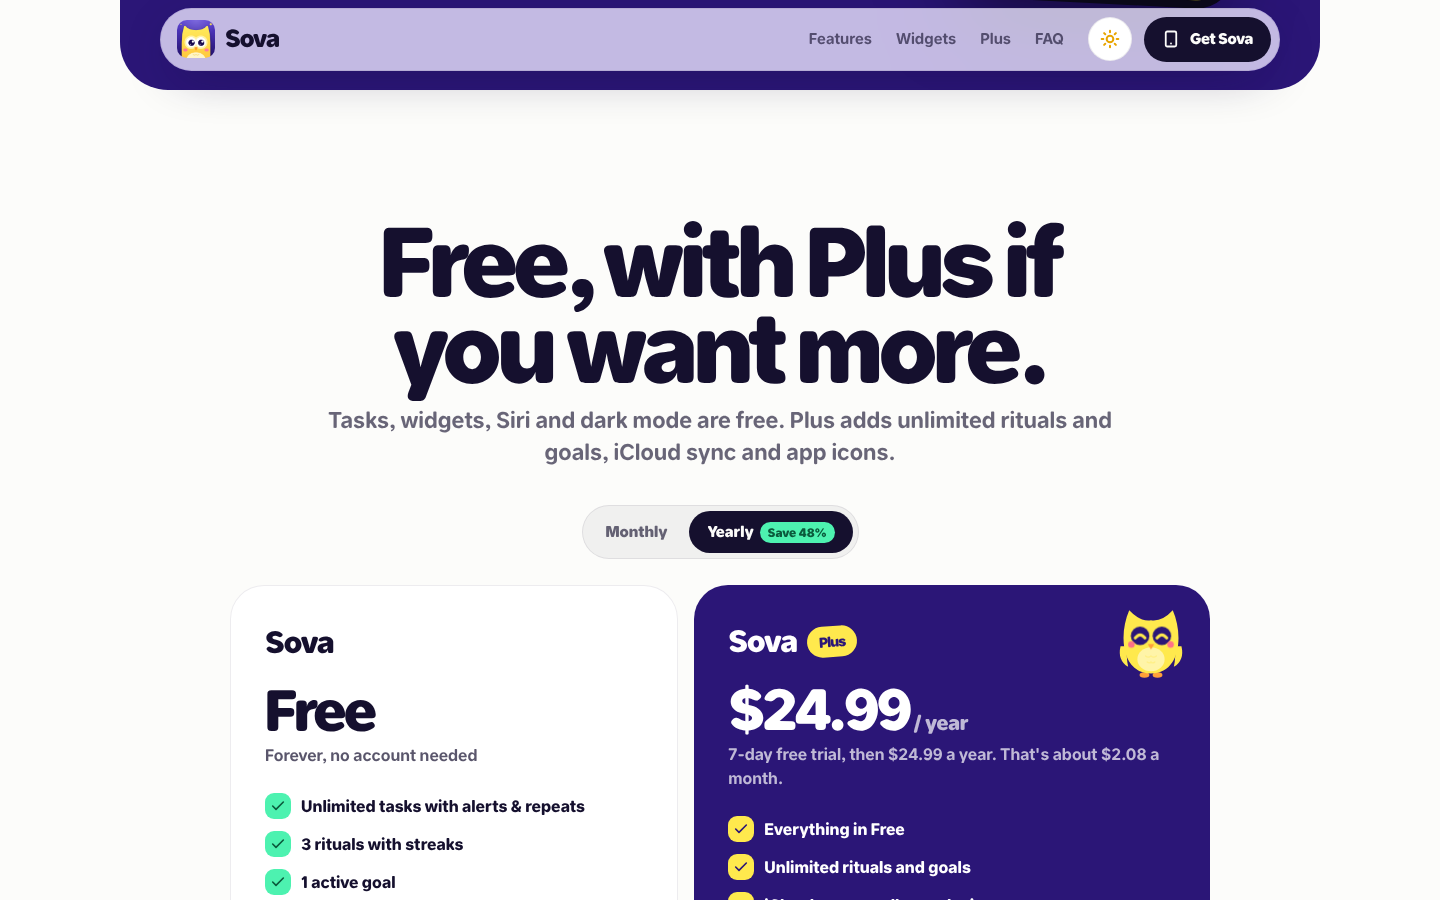 Sova
Features
Widgets
Plus
FAQ
Get Sova
Free, with Plus if
you want more.
Tasks, widgets, Siri and dark mode are free. Plus adds unlimited rituals and
goals, iCloud sync and app icons.
Monthly
Yearly Save 48%
Sova
Free
Forever, no account needed
Unlimited tasks with alerts & repeats
3 rituals with streaks
1 active goal
Sova Plus
$24.99 / year
7-day free trial, then $24.99 a year. That's about $2.08 a
month.
Everything in Free
Unlimited rituals and goals